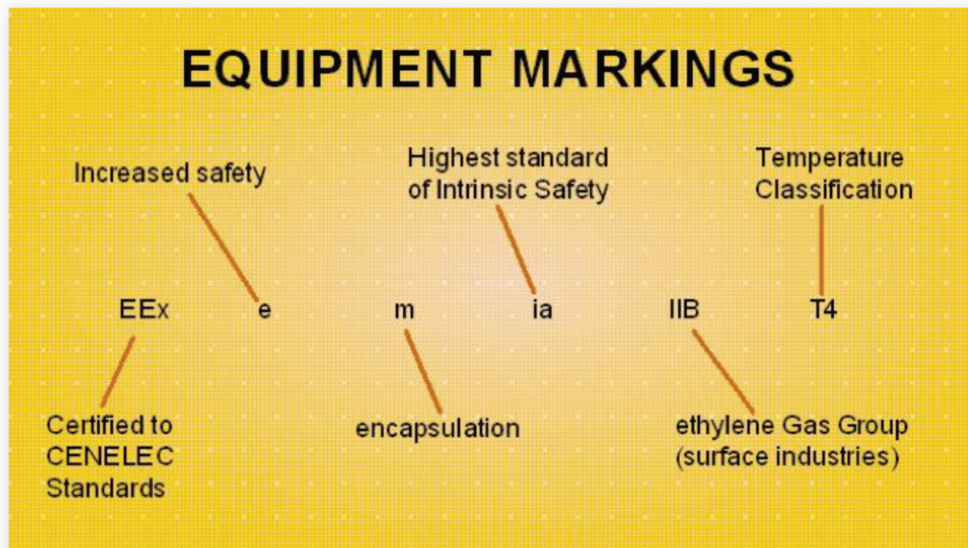 EQUIPMENT MARKINGS
Increased safety
Highest standard
of Intrinsic Safety
Temperature
Classification
EEx e m ia IIB T4
Certified to
CENELEC
Standards
encapsulation
ethylene Gas Group
(surface industries)